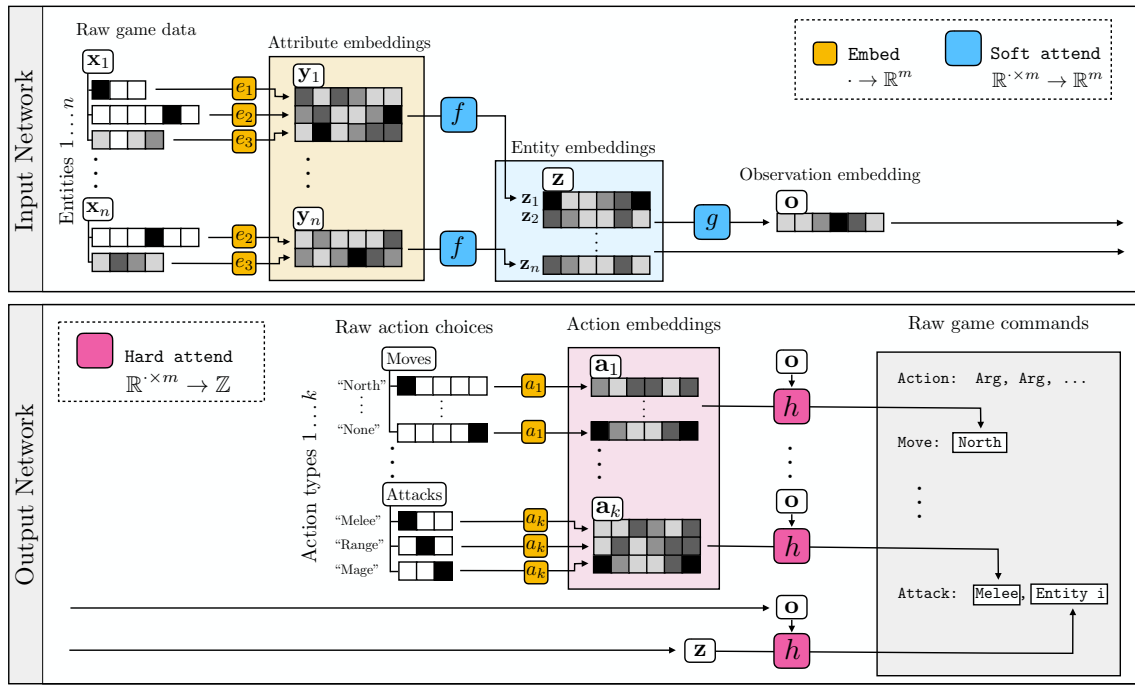 Input Network
Raw game data
Entities 1 … n
x₁
e₁
e₂
e₃
xₙ
e₂
e₃
Attribute embeddings
y₁
yₙ
f
f
Entity embeddings
z
z₁
z₂
zₙ
g
Observation embedding
o
Embed
· → ℝᵐ
Soft attend
ℝ^{·×m} → ℝᵐ
Output Network
Hard attend
ℝ^{·×m} → ℤ
Action types 1 … k
Raw action choices
Moves
“North”
“None”
Attacks
“Melee”
“Range”
“Mage”
a₁
a₁
aₖ
aₖ
aₖ
Action embeddings
a₁
aₖ
o
h
o
h
o
z
h
Raw game commands
Action: Arg, Arg, ...
Move: North
Attack: Melee, Entity i